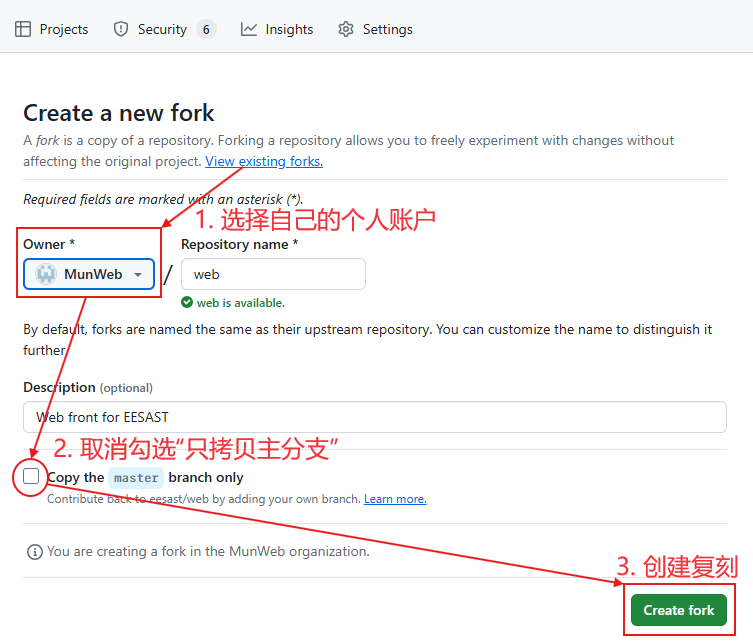 Projects Security 6 Insights Settings
Create a new fork
A fork is a copy of a repository. Forking a repository allows you to freely experiment with changes without
affecting the original project. View existing forks.
Required fields are marked with an asterisk (*).
1. 选择自己的个人账户
Owner * Repository name *
MunWeb / web
web is available.
By default, forks are named the same as their upstream repository. You can customize the name to distinguish it
further.
Description (optional)
Web front for EESAST
2. 取消勾选“只拷贝主分支”
Copy the master branch only
Contribute back to eesast/web by adding your own branch. Learn more.
You are creating a fork in the MunWeb organization.
3. 创建复刻
Create fork